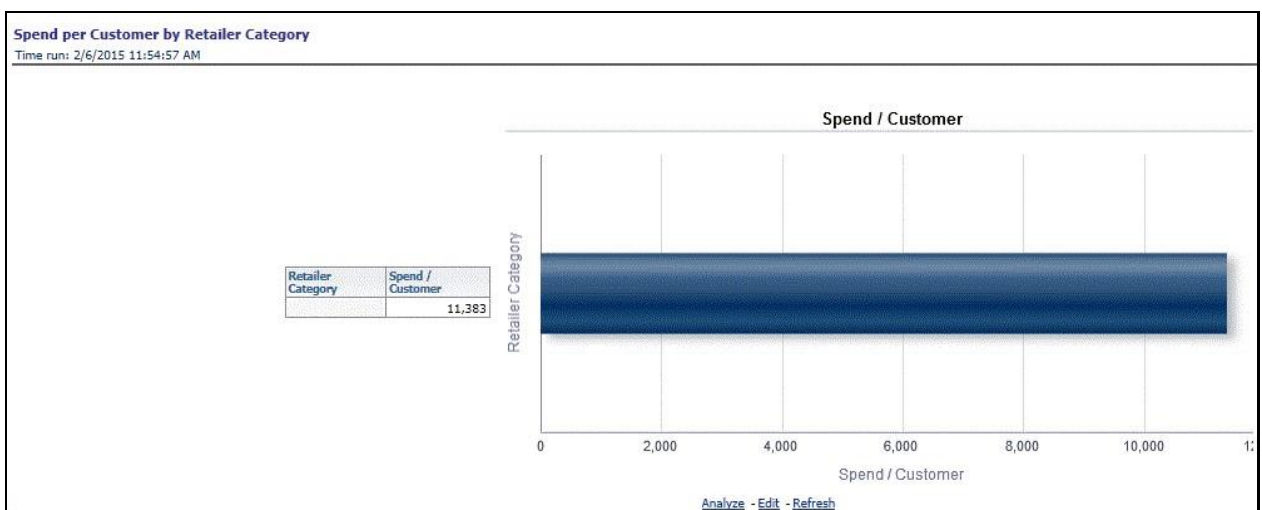 Spend per Customer by Retailer Category
Time run: 2/6/2015 11:54:57 AM
Spend / Customer
Retailer Category
Spend / Customer
11,383
Retailer Category
0 2,000 4,000 6,000 8,000 10,000
Spend / Customer
Analyze - Edit - Refresh